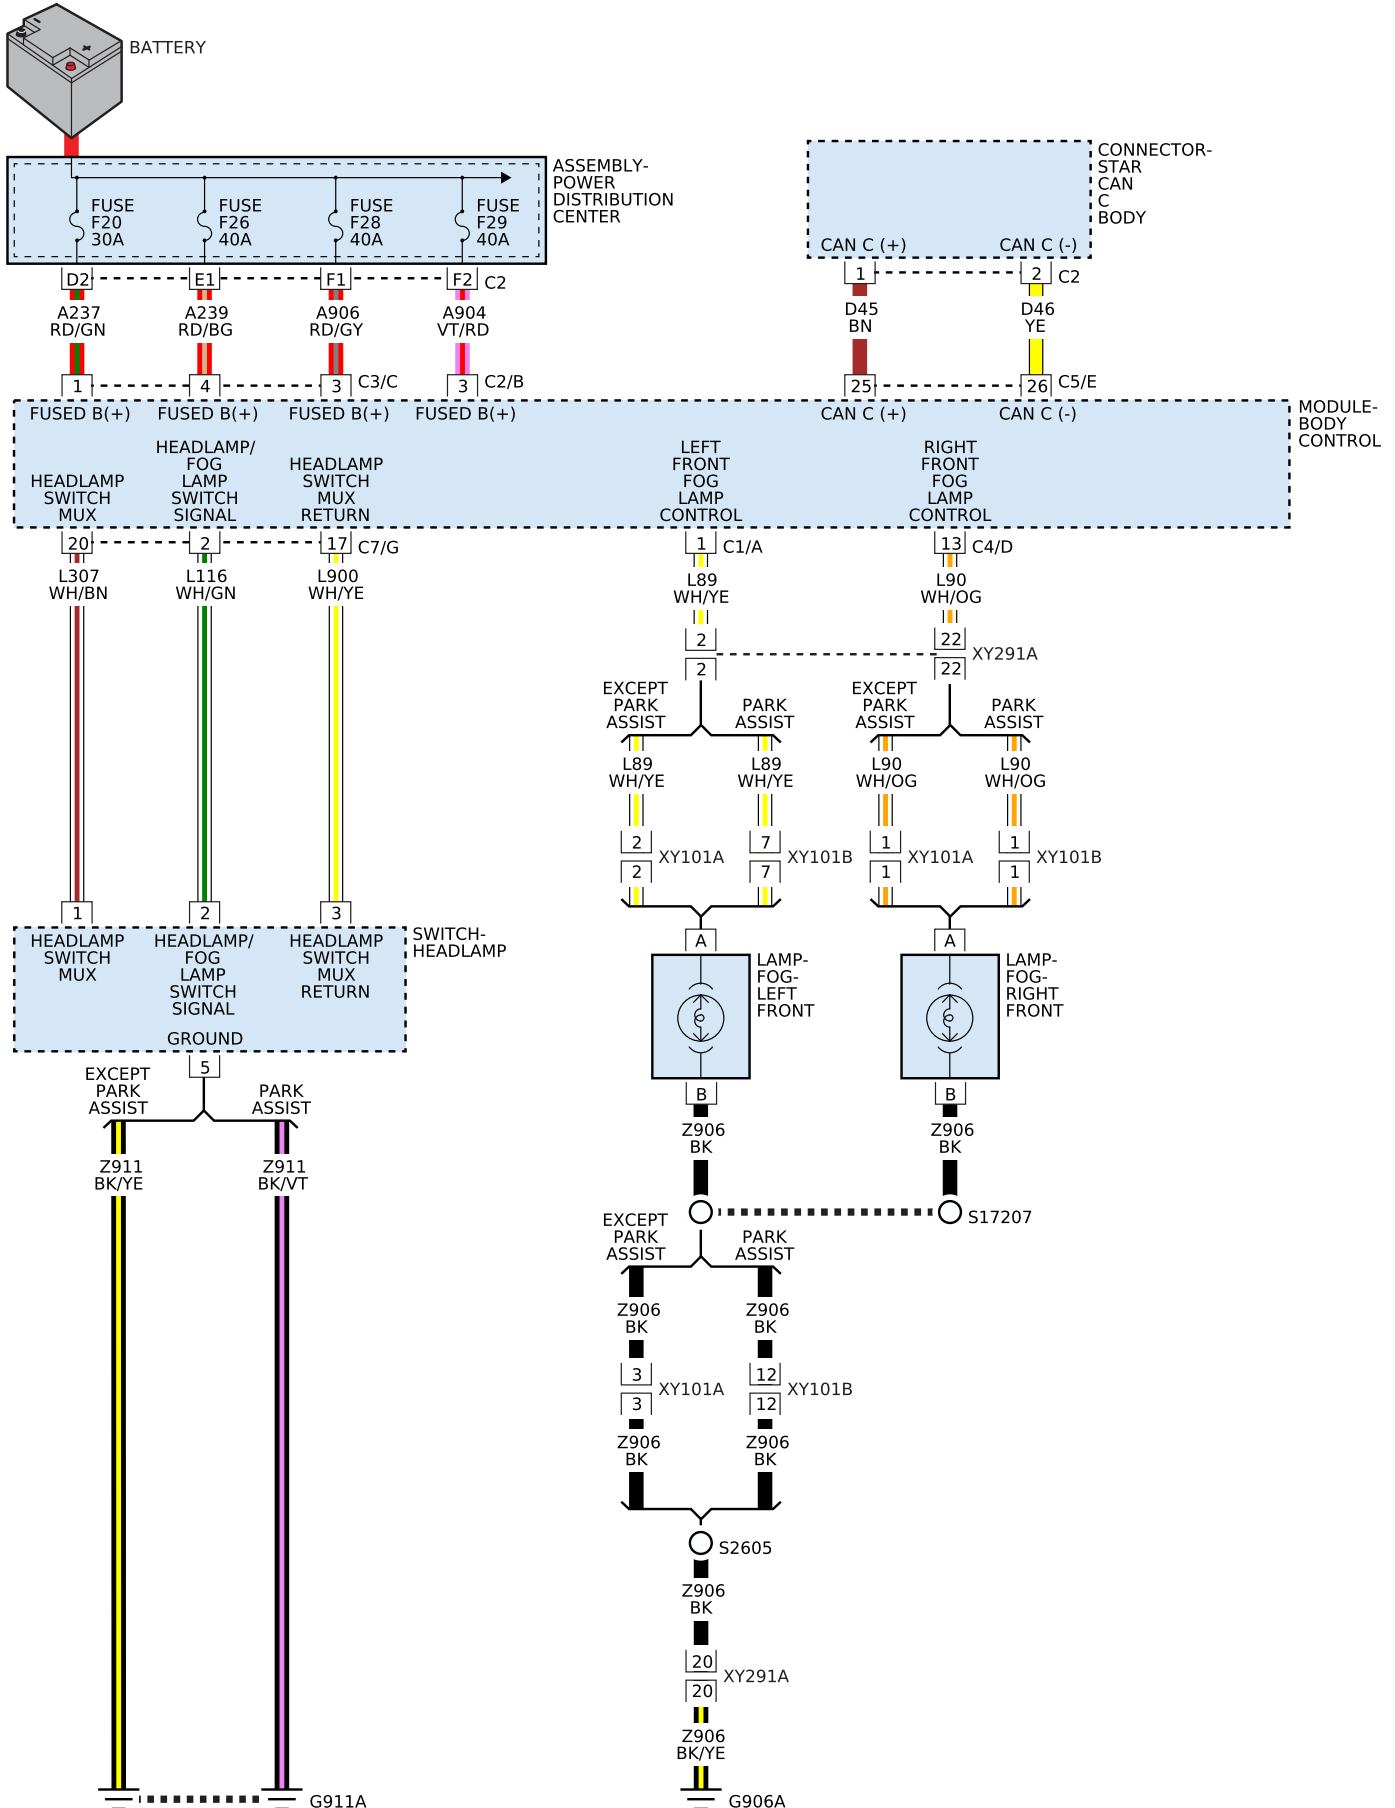 BATTERY
ASSEMBLY-
POWER
DISTRIBUTION
CENTER
FUSE
F20
30A
FUSE
F26
40A
FUSE
F28
40A
FUSE
F29
40A
CONNECTOR-
STAR
CAN
C
BODY
CAN C (+)
CAN C (-)
D2
E1
F1
F2
C2
1
2
C2
A237
RD/GN
A239
RD/BG
A906
RD/GY
A904
VT/RD
D45
BN
D46
YE
1
4
3
C3/C
3
C2/B
25
26
C5/E
FUSED B(+)
FUSED B(+)
FUSED B(+)
FUSED B(+)
CAN C (+)
CAN C (-)
MODULE-
BODY
CONTROL
HEADLAMP
SWITCH
MUX
HEADLAMP/
FOG
LAMP
SWITCH
SIGNAL
HEADLAMP
SWITCH
MUX
RETURN
LEFT
FRONT
FOG
LAMP
CONTROL
RIGHT
FRONT
FOG
LAMP
CONTROL
20
2
17
C7/G
1
C1/A
13
C4/D
L307
WH/BN
L116
WH/GN
L900
WH/YE
L89
WH/YE
L90
WH/OG
2
2
22
22
XY291A
EXCEPT
PARK
ASSIST
PARK
ASSIST
EXCEPT
PARK
ASSIST
PARK
ASSIST
L89
WH/YE
L89
WH/YE
L90
WH/OG
L90
WH/OG
2
2
XY101A
7
7
XY101B
1
1
XY101A
1
1
XY101B
1
2
3
SWITCH-
HEADLAMP
HEADLAMP
SWITCH
MUX
HEADLAMP/
FOG
LAMP
SWITCH
SIGNAL
HEADLAMP
SWITCH
MUX
RETURN
GROUND
A
LAMP-
FOG-
LEFT
FRONT
A
LAMP-
FOG-
RIGHT
FRONT
5
EXCEPT
PARK
ASSIST
PARK
ASSIST
B
B
Z911
BK/YE
Z911
BK/VT
Z906
BK
Z906
BK
S17207
EXCEPT
PARK
ASSIST
PARK
ASSIST
Z906
BK
Z906
BK
3
3
XY101A
12
12
XY101B
Z906
BK
Z906
BK
S2605
Z906
BK
20
20
XY291A
Z906
BK/YE
G911A
G906A